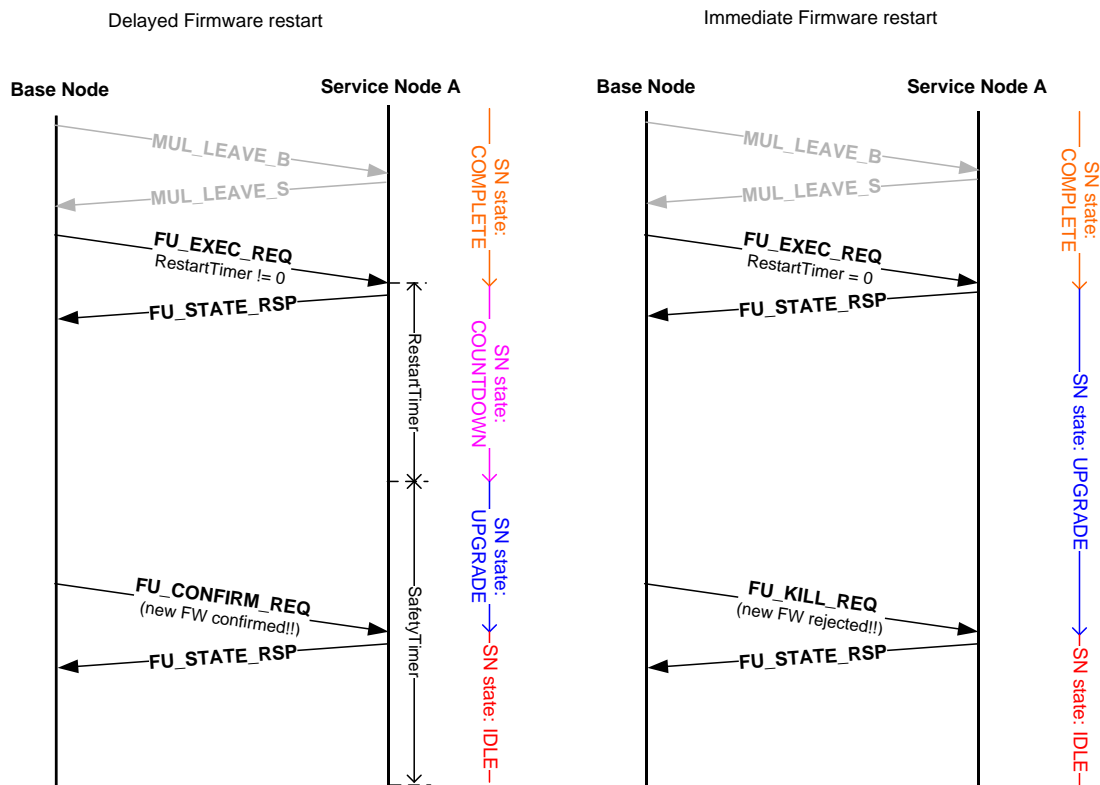 Delayed Firmware restart
Base Node
Service Node A
MUL_LEAVE_B
MUL_LEAVE_S
FU_EXEC_REQ
RestartTimer != 0
FU_STATE_RSP
RestartTimer
SN state:
COMPLETE
SN state:
COUNTDOWN
SN state:
UPGRADE
FU_CONFIRM_REQ
(new FW confirmed!!)
FU_STATE_RSP
SafetyTimer
SN state: IDLE
Immediate Firmware restart
Base Node
Service Node A
MUL_LEAVE_B
MUL_LEAVE_S
FU_EXEC_REQ
RestartTimer = 0
FU_STATE_RSP
SN state:
COMPLETE
SN state: UPGRADE
FU_KILL_REQ
(new FW rejected!!)
FU_STATE_RSP
SN state: IDLE